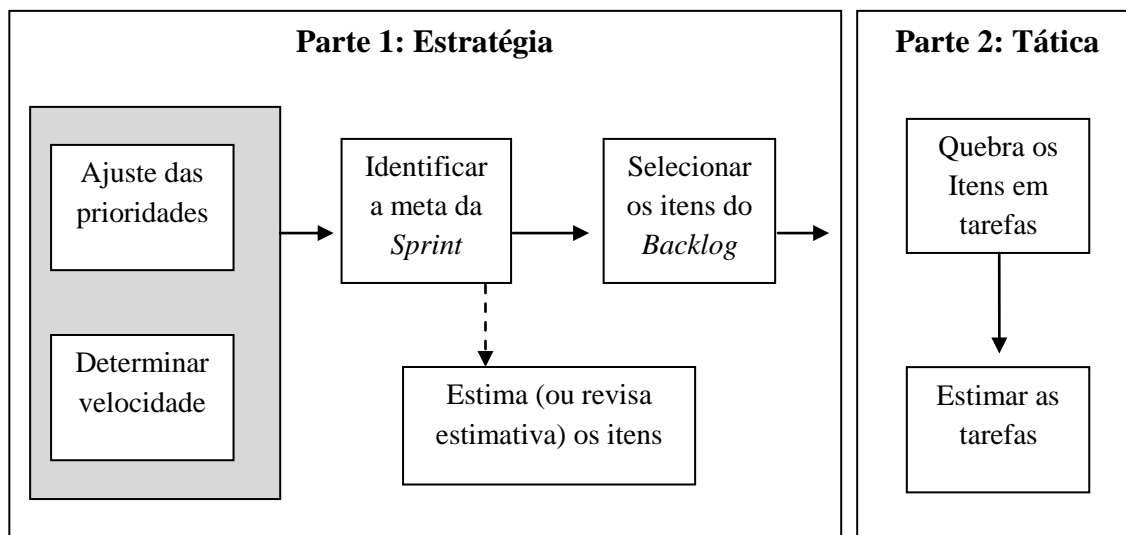 Parte 1: Estratégia
Ajuste das
prioridades
Determinar
velocidade
Identificar
a meta da
Sprint
Selecionar
os itens do
Backlog
Estima (ou revisa
estimativa) os itens
Parte 2: Tática
Quebra os
Itens em
tarefas
Estimar as
tarefas